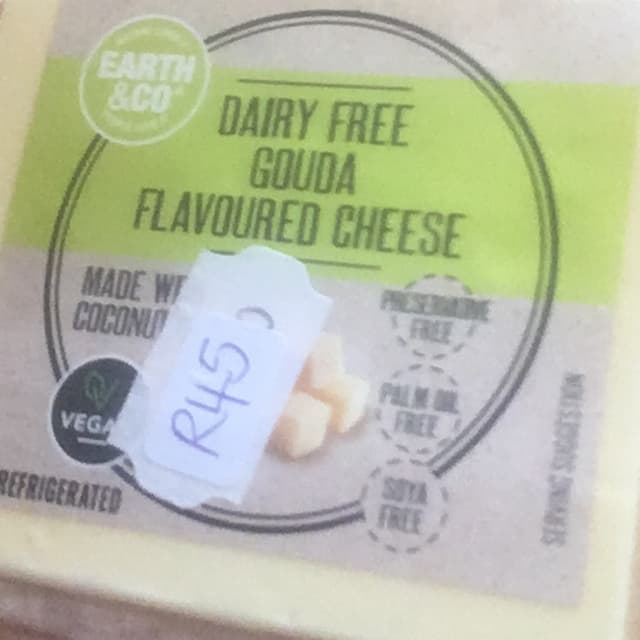 EARTH
&CO
DAIRY FREE
GOUDA
FLAVOURED CHEESE
MADE
COCONU
PRESERVATIVE
FREE
PALM OIL
FREE
SOYA
FREE
VEGA
R45
REFRIGERATED
SERVING SUGGESTION